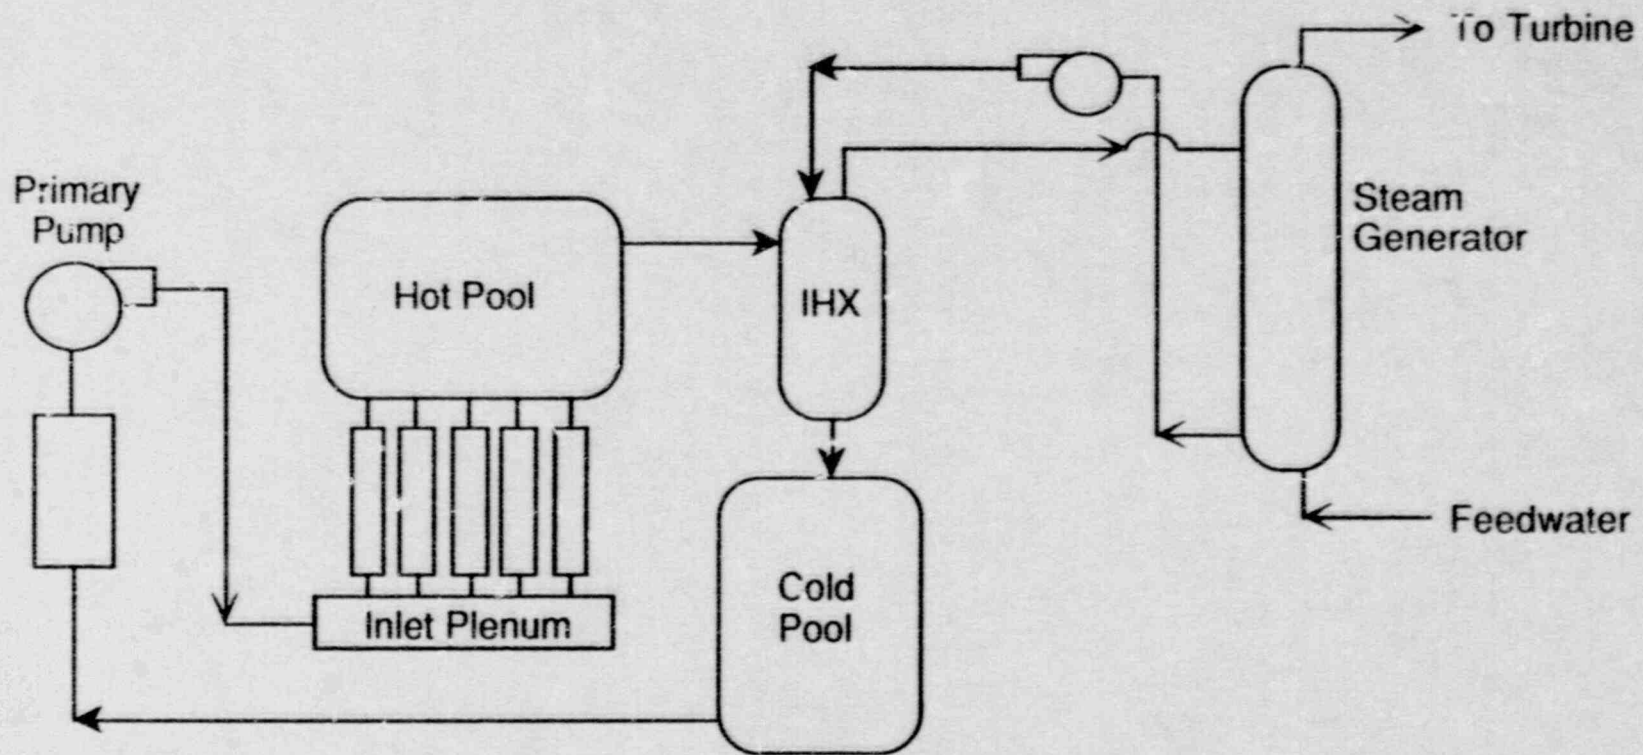 To Turbine
Primary
Pump
Steam
Generator
Hot Pool
IHX
Feedwater
Cold
Pool
Inlet Plenum